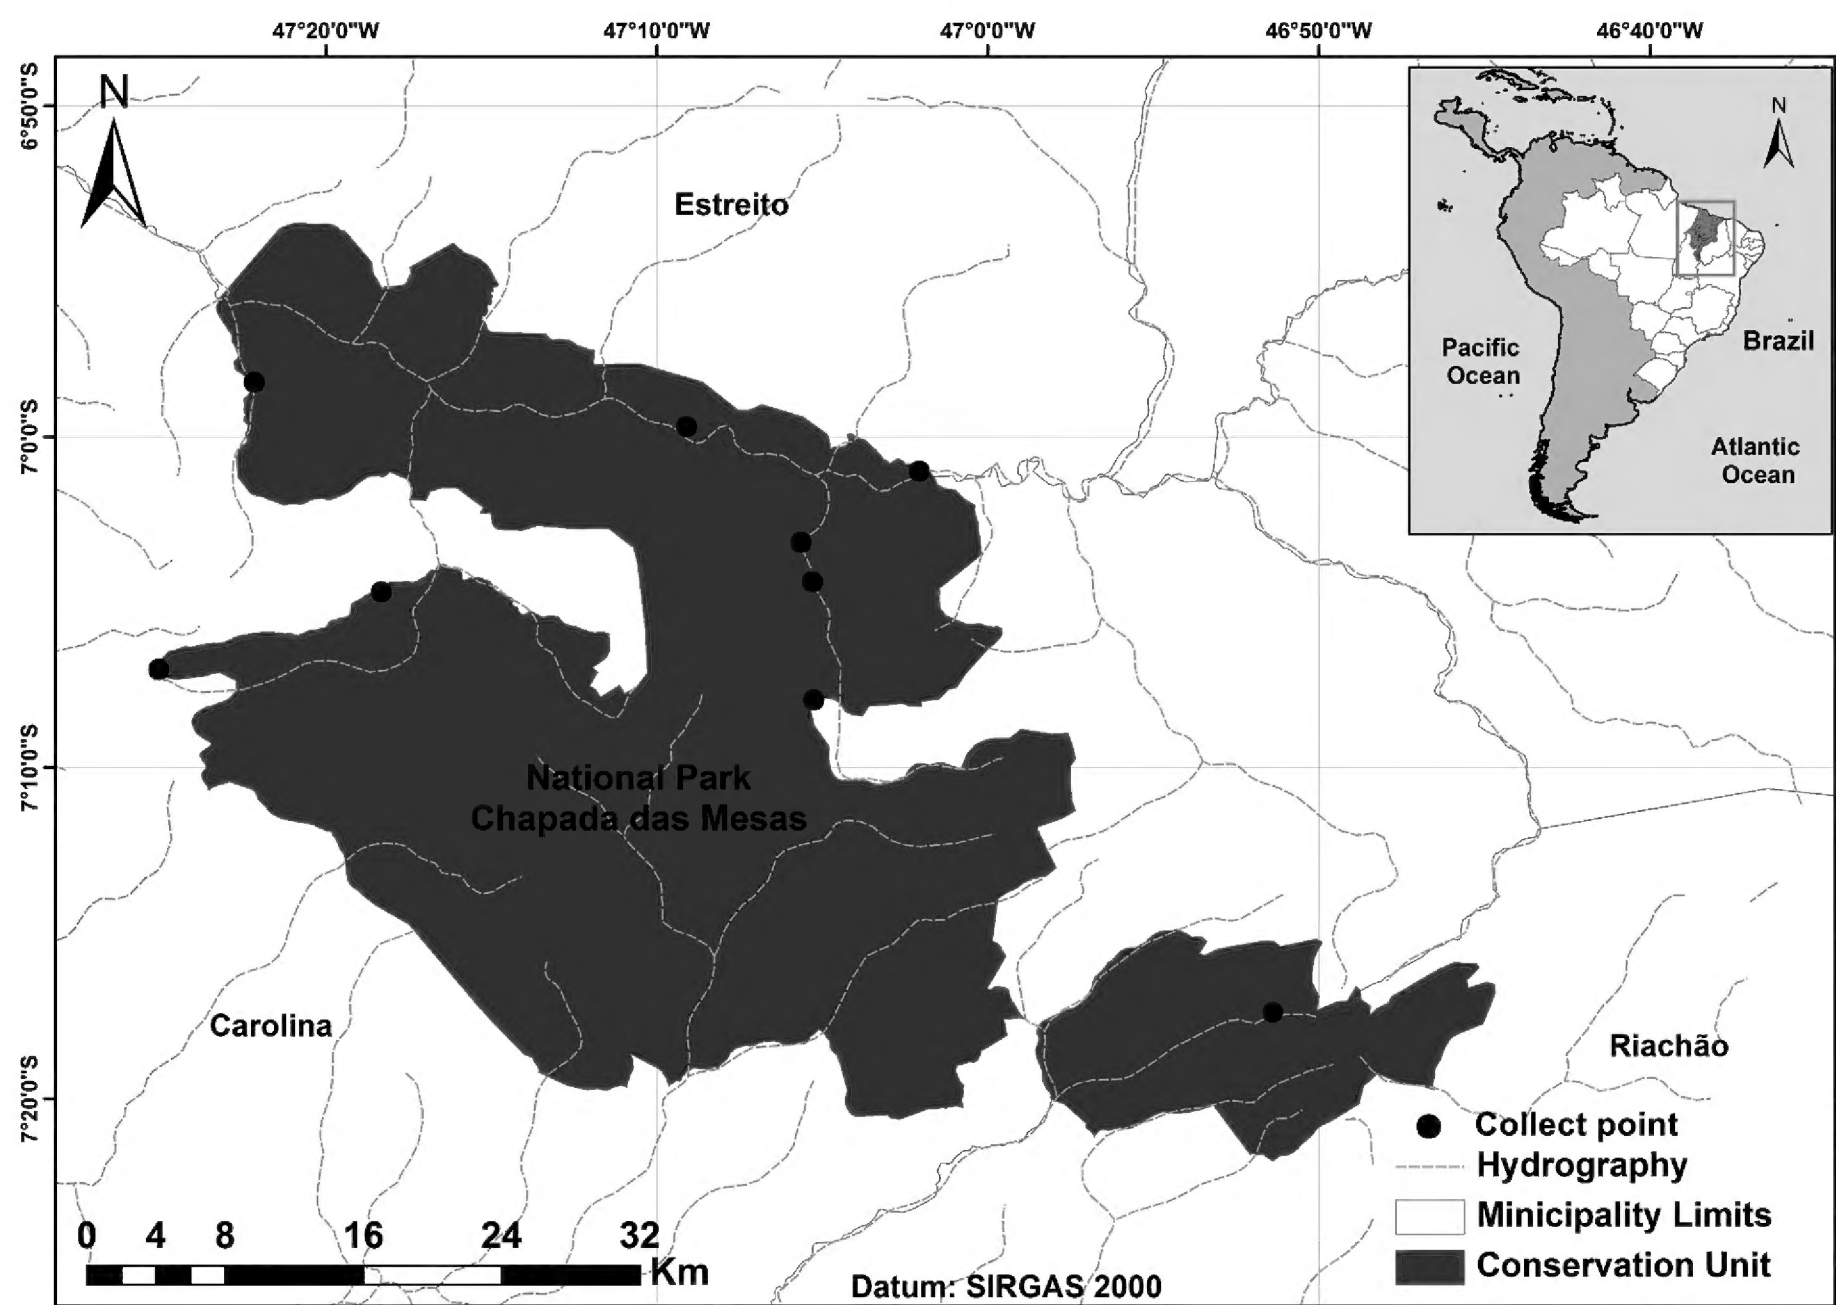 47°20'0"W
47°10'0"W
47°0'0"W
46°50'0"W
46°40'0"W
6°50'0"S
7°0'0"S
7°10'0"S
7°20'0"S
N
Estreito
N
Pacific
Ocean
Brazil
Atlantic
Ocean
National Park
Chapada das Mesas
Carolina
Riachão
Collect point
Hydrography
Minicipality Limits
Conservation Unit
0 4 8 16 24 32
Km
Datum: SIRGAS 2000